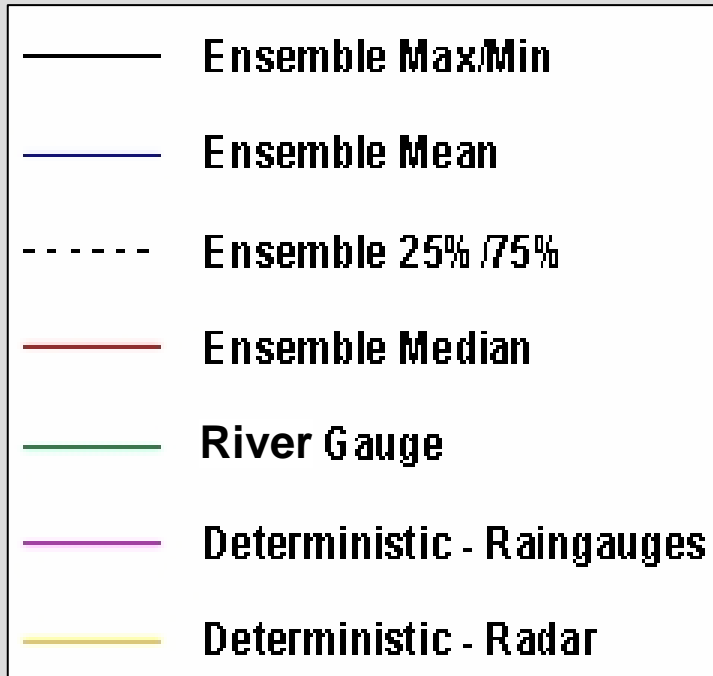 Ensemble Max/Min
Ensemble Mean
Ensemble 25% /75%
Ensemble Median
River Gauge
Deterministic - Raingauges
Deterministic - Radar